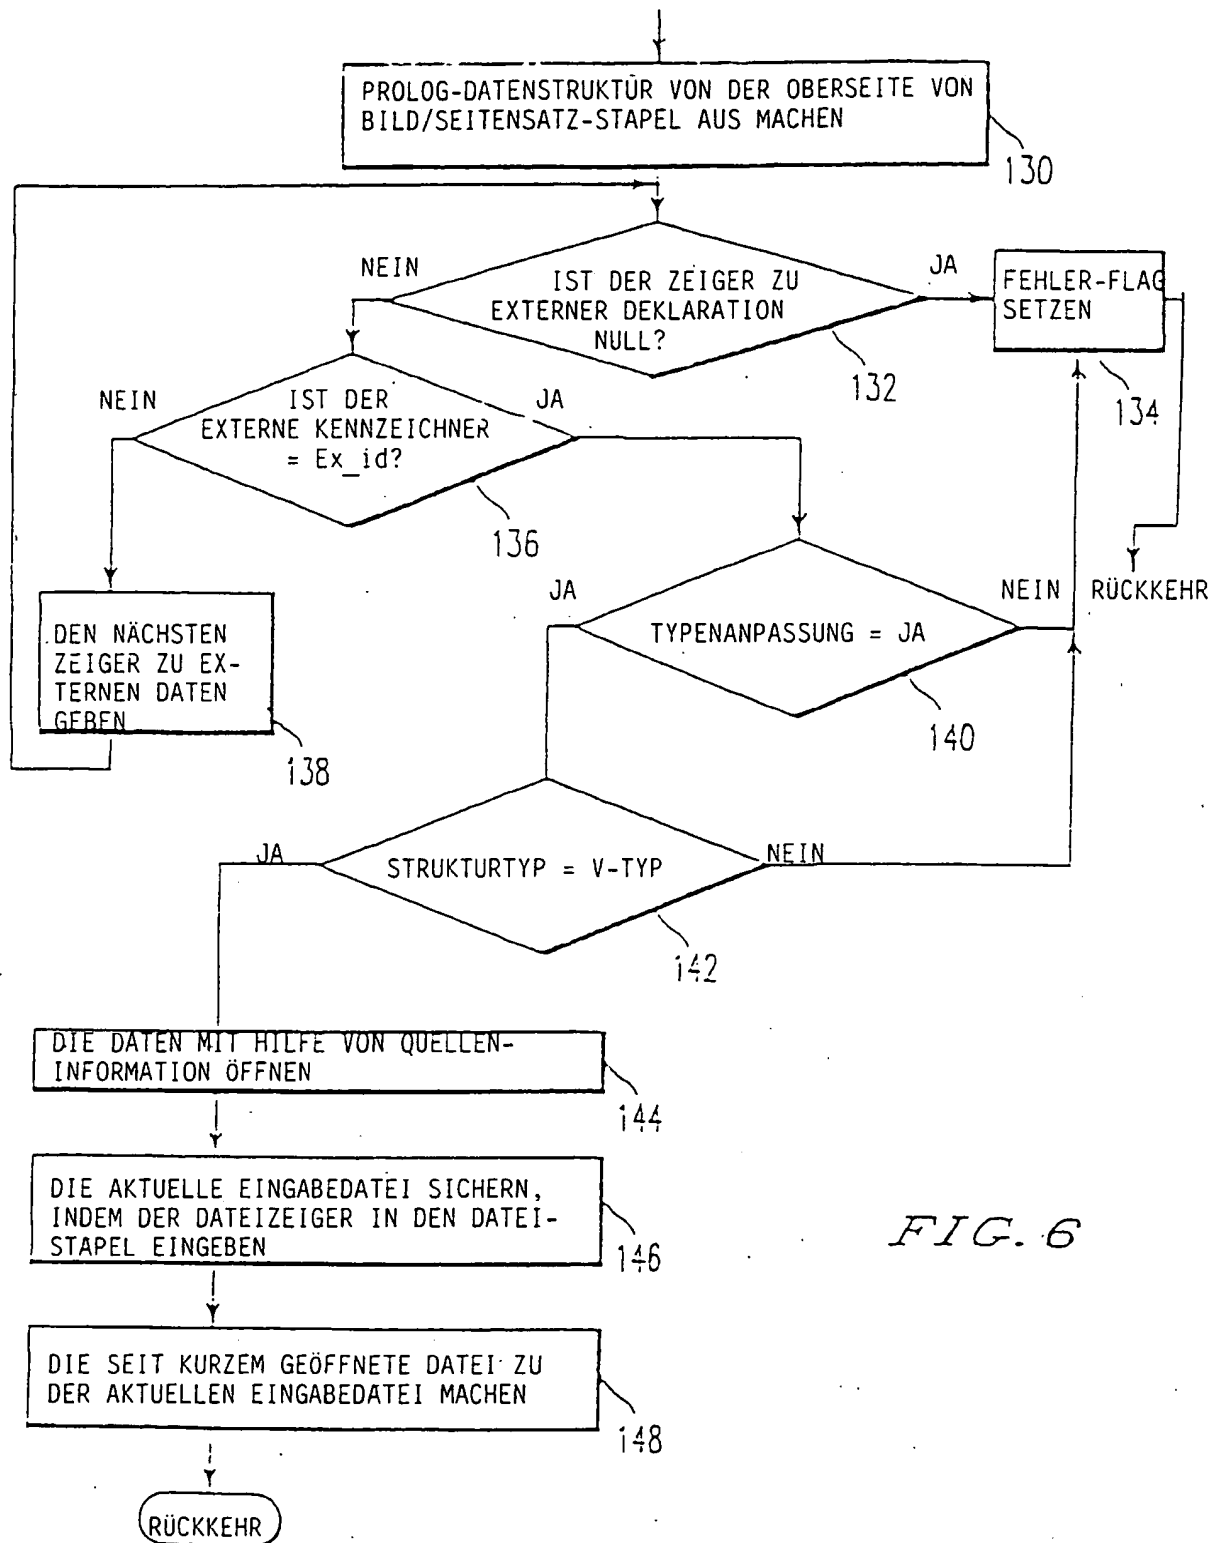 PROLOG-DATENSTRUKTUR VON DER OBERSEITE VON
BILD/SEITENSATZ-STAPEL AUS MACHEN
130
NEIN
IST DER ZEIGER ZU
EXTERNER DEKLARATION
NULL?
JA
132
FEHLER-FLAG
SETZEN
134
NEIN
IST DER
EXTERNE KENNZEICHNER
= Ex_id?
JA
136
RÜCKKEHR
DEN NÄCHSTEN
ZEIGER ZU EX-
TERNEN DATEN
GEBEN
138
JA
TYPENANPASSUNG = JA
NEIN
140
JA
STRUKTURTYP = V-TYP
NEIN
142
DIE DATEN MIT HILFE VON QUELLEN-
INFORMATION ÖFFNEN
144
DIE AKTUELLE EINGABEDATEI SICHERN,
INDEM DER DATEIZEIGER IN DEN DATEI-
STAPEL EINGEBEN
146
FIG. 6
DIE SEIT KURZEM GEÖFFNETE DATEI ZU
DER AKTUELLEN EINGABEDATEI MACHEN
148
RÜCKKEHR